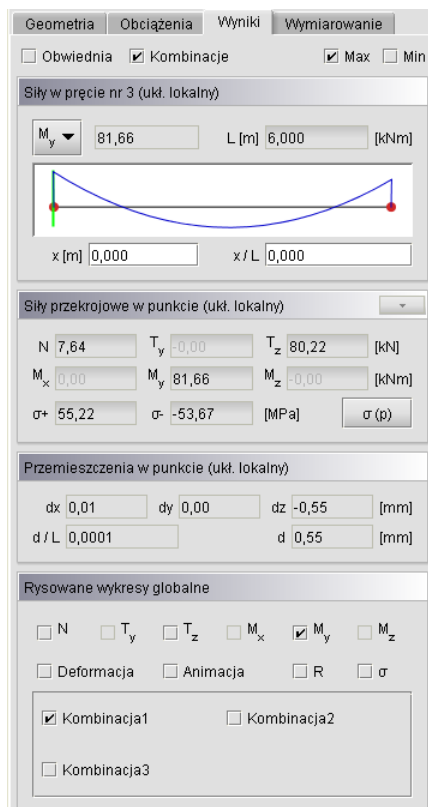 Geometria Obciążenia Wyniki Wymiarowanie
Obwiednia Kombinacje Max Min
Siły w pręcie nr 3 (ukł. lokalny)
My 81,66 L [m] 6,000 [kNm]
x [m] 0,000 x / L 0,000
Siły przekrojowe w punkcie (ukł. lokalny)
N 7,64 Ty -0,00 Tz 80,22 [kN]
Mx 0,00 My 81,66 Mz -0,00 [kNm]
σ+ 55,22 σ- -53,67 [MPa] σ (p)
Przemieszczenia w punkcie (ukł. lokalny)
dx 0,01 dy 0,00 dz -0,55 [mm]
d / L 0,0001 d 0,55 [mm]
Rysowane wykresy globalne
N Ty Tz Mx My Mz
Deformacja Animacja R σ
Kombinacja1 Kombinacja2
Kombinacja3